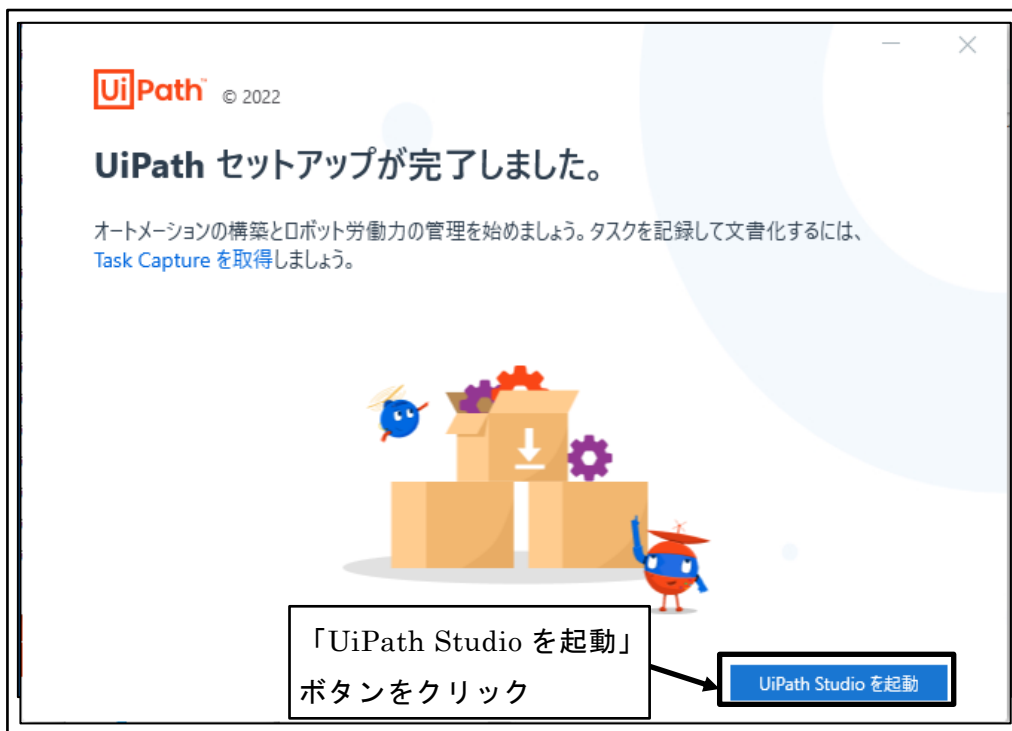 UiPath™ © 2022
UiPath セットアップが完了しました。
オートメーションの構築とロボット労働力の管理を始めましょう。タスクを記録して文書化するには、
Task Capture を取得しましょう。
「UiPath Studio を起動」
ボタンをクリック
UiPath Studio を起動